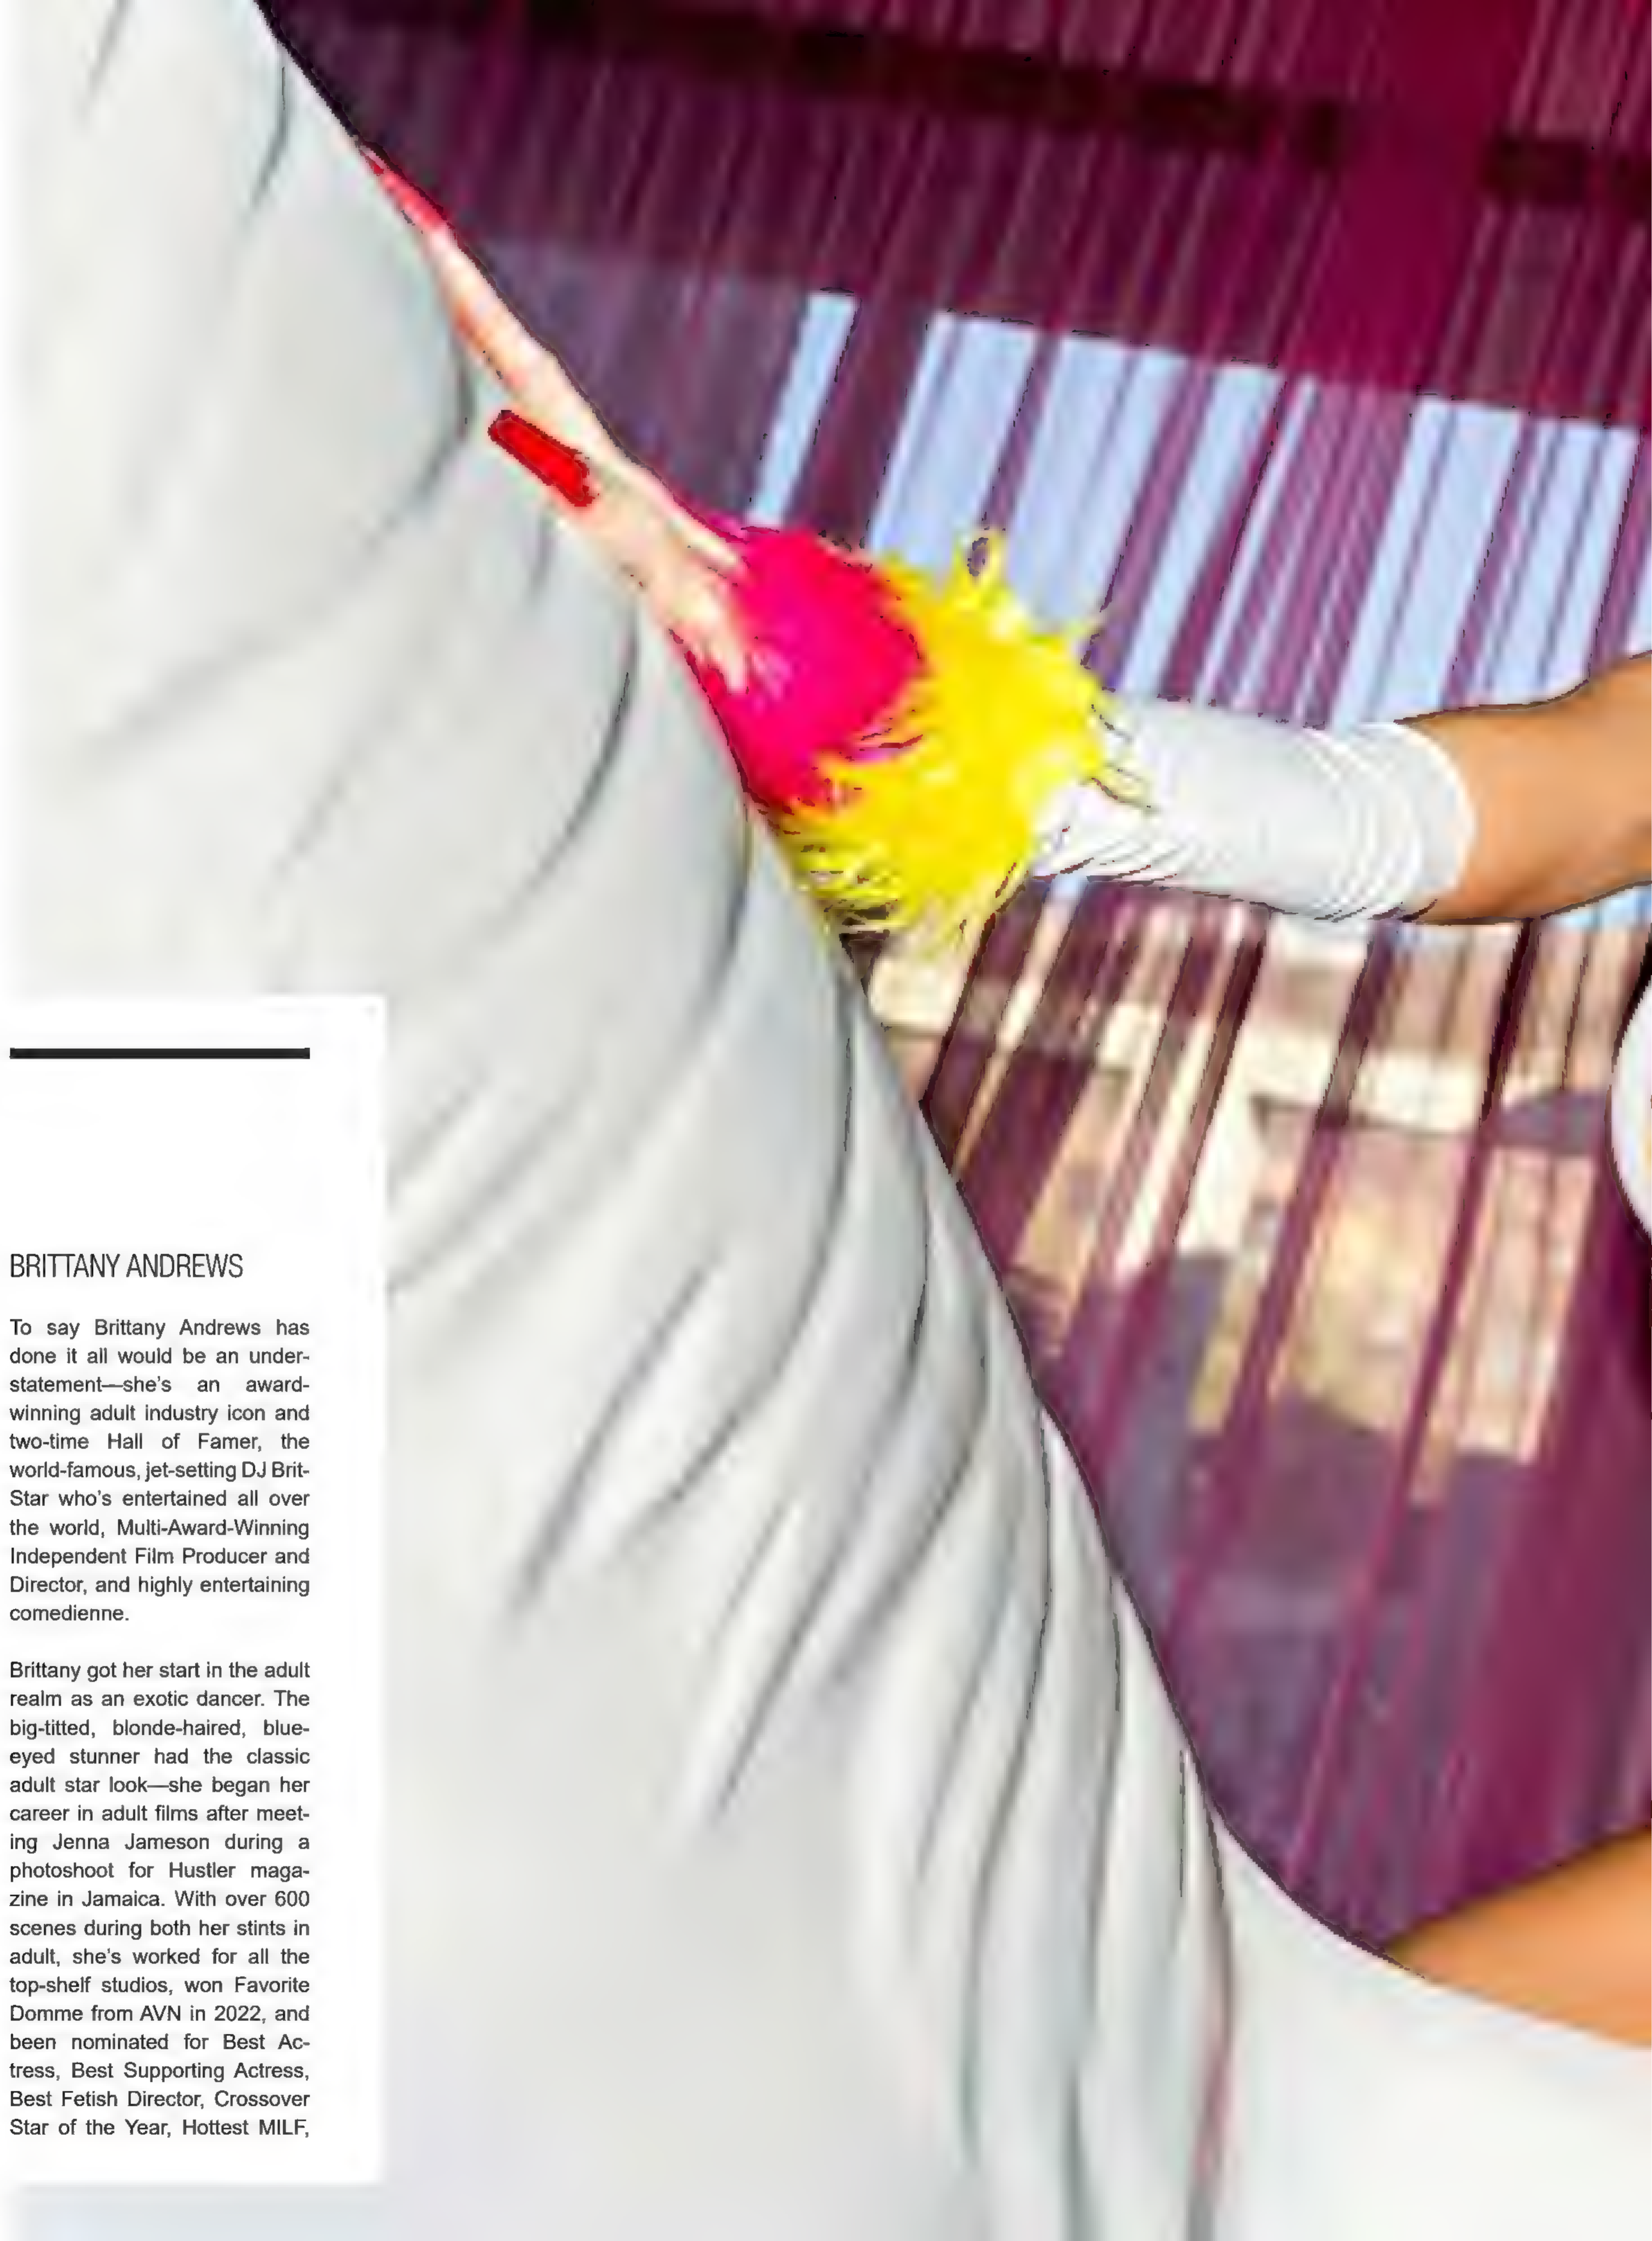 BRITTANY ANDREWS
To say Brittany Andrews has
done it all would be an under-
statement—she's an award-
winning adult industry icon and
two-time Hall of Famer, the
world-famous, jet-setting DJ Brit-
Star who's entertained all over
the world, Multi-Award-Winning
Independent Film Producer and
Director, and highly entertaining
comedienne.
Brittany got her start in the adult
realm as an exotic dancer. The
big-titted, blonde-haired, blue-
eyed stunner had the classic
adult star look—she began her
career in adult films after meet-
ing Jenna Jameson during a
photoshoot for Hustler maga-
zine in Jamaica. With over 600
scenes during both her stints in
adult, she's worked for all the
top-shelf studios, won Favorite
Domme from AVN in 2022, and
been nominated for Best Ac-
tress, Best Supporting Actress,
Best Fetish Director, Crossover
Star of the Year, Hottest MILF,